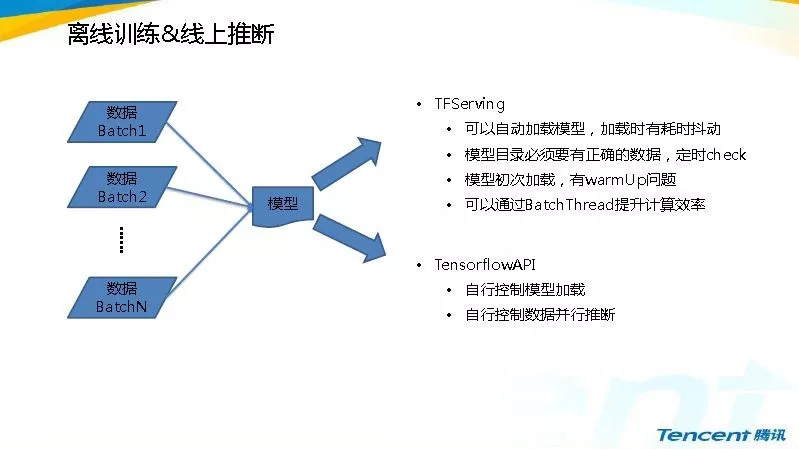 离线训练&线上推断
数据
Batch1
数据
Batch2
数据
BatchN
模型
• TFServing
• 可以自动加载模型，加载时有耗时抖动
• 模型目录必须要有正确的数据，定时check
• 模型初次加载，有warmUp问题
• 可以通过BatchThread提升计算效率
• TensorflowAPI
• 自行控制模型加载
• 自行控制数据并行推断
Tencent 腾讯